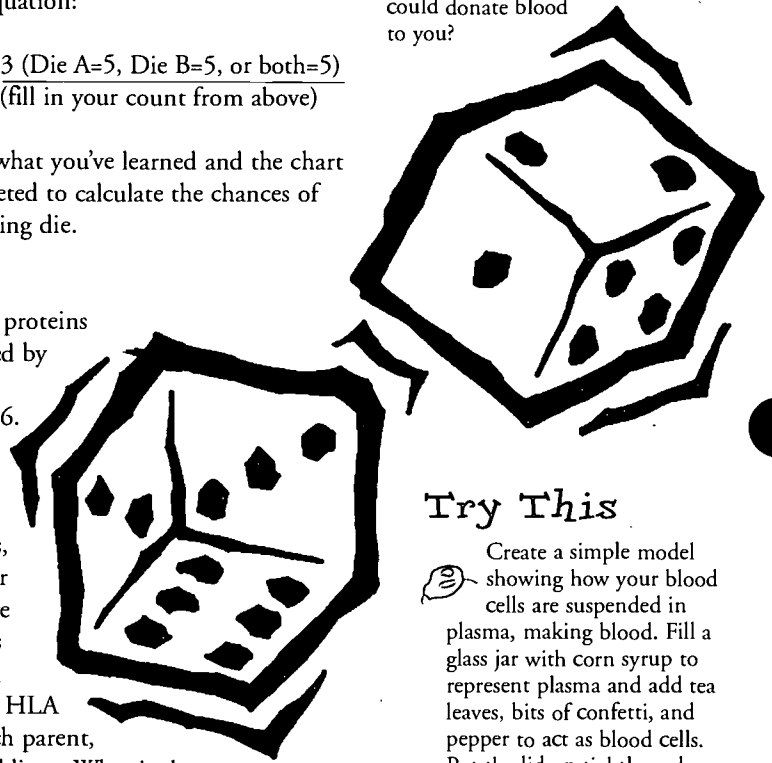 could donate blood
to you?
3 (Die A=5, Die B=5, or both=5)
(fill in your count from above)
what you've learned and the chart
to calculate the chances of
die.
proteins
by
6.
HLA
parent,
Try This
Create a simple model
showing how your blood
cells are suspended in
plasma, making blood. Fill a
glass jar with corn syrup to
represent plasma and add tea
leaves, bits of confetti, and
pepper to act as blood cells.